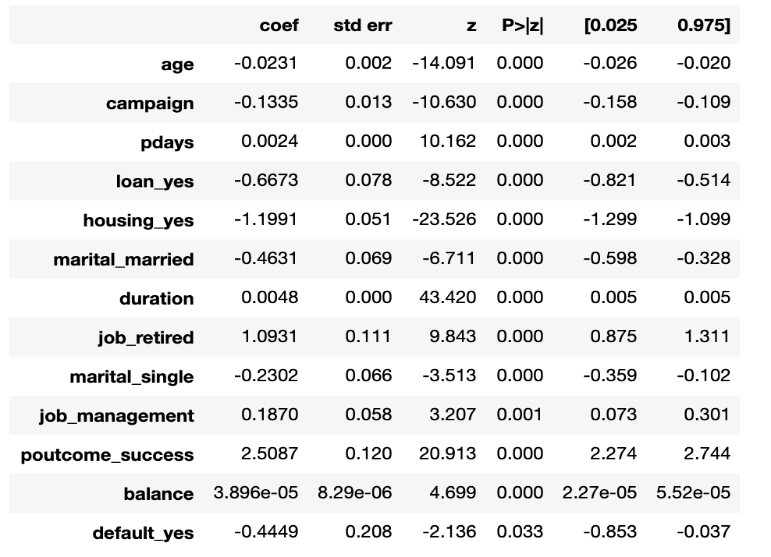 coef std err z P>|z| [0.025 0.975]
age -0.0231 0.002 -14.091 0.000 -0.026 -0.020
campaign -0.1335 0.013 -10.630 0.000 -0.158 -0.109
pdays 0.0024 0.000 10.162 0.000 0.002 0.003
loan_yes -0.6673 0.078 -8.522 0.000 -0.821 -0.514
housing_yes -1.1991 0.051 -23.526 0.000 -1.299 -1.099
marital_married -0.4631 0.069 -6.711 0.000 -0.598 -0.328
duration 0.0048 0.000 43.420 0.000 0.005 0.005
job_retired 1.0931 0.111 9.843 0.000 0.875 1.311
marital_single -0.2302 0.066 -3.513 0.000 -0.359 -0.102
job_management 0.1870 0.058 3.207 0.001 0.073 0.301
poutcome_success 2.5087 0.120 20.913 0.000 2.274 2.744
balance 3.896e-05 8.29e-06 4.699 0.000 2.27e-05 5.52e-05
default_yes -0.4449 0.208 -2.136 0.033 -0.853 -0.037